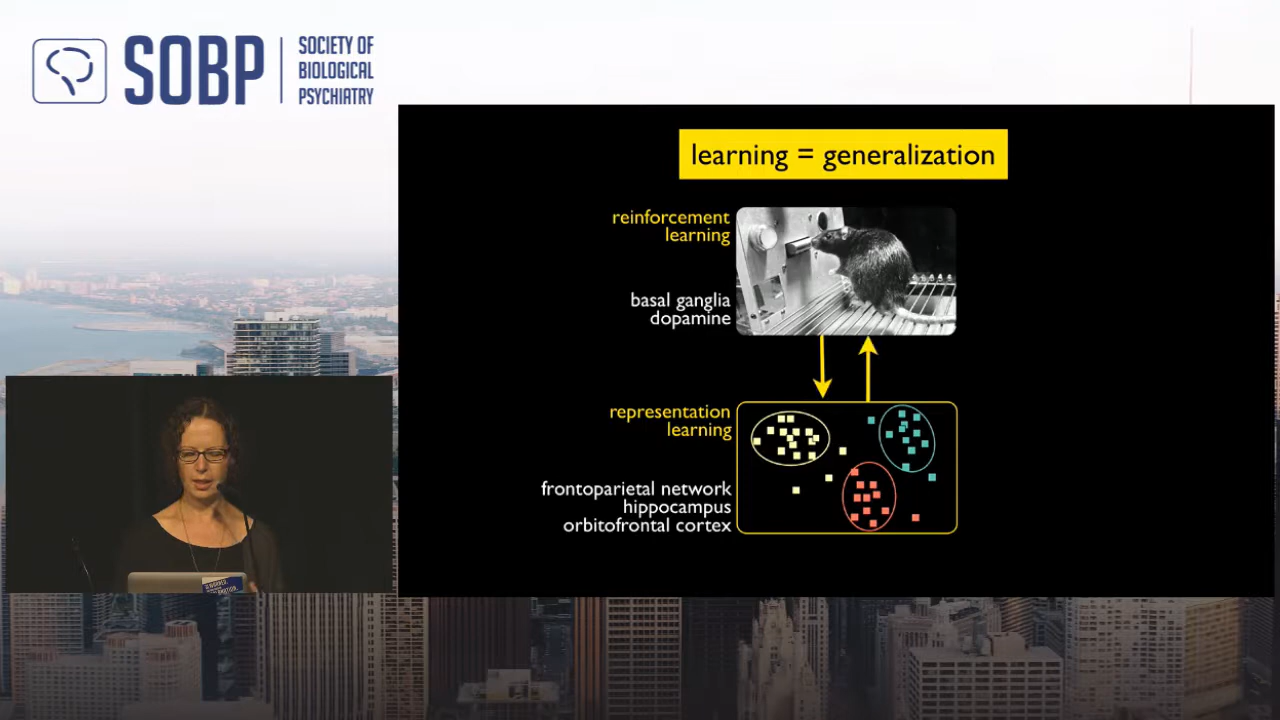 SOBP
SOCIETY OF
BIOLOGICAL
PSYCHIATRY
learning = generalization
reinforcement
learning
basal ganglia
dopamine
representation
learning
frontoparietal network
hippocampus
orbitofrontal cortex